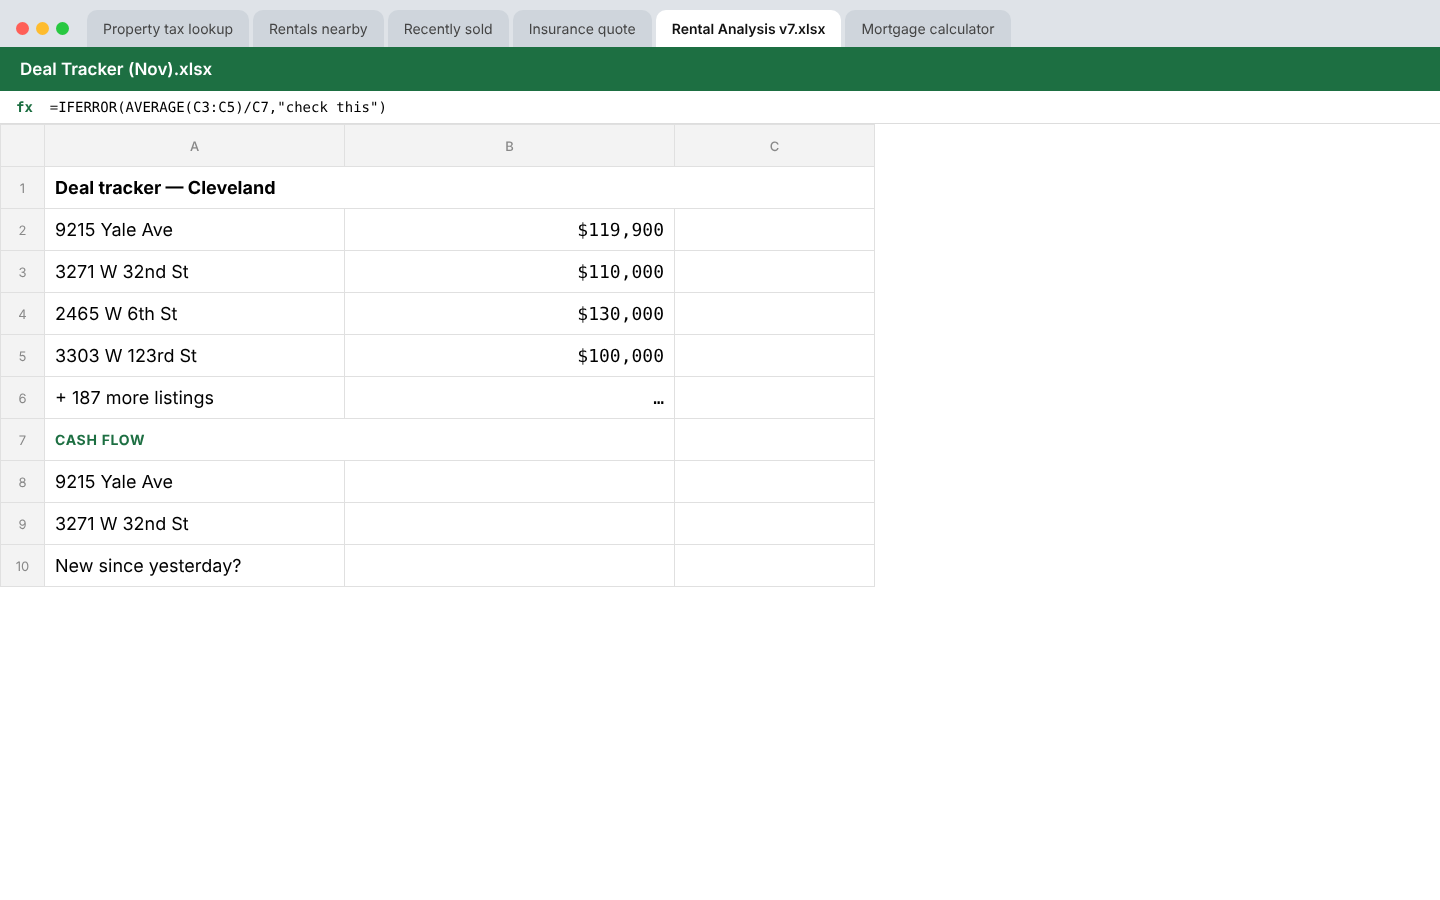 Property tax lookup Rentals nearby Recently sold Insurance quote Rental Analysis v7.xlsx Mortgage calculator
Deal Tracker (Nov).xlsx
fx =IFERROR(AVERAGE(C3:C5)/C7,"check this")
A B C
1 Deal tracker — Cleveland
2 9215 Yale Ave $119,900
3 3271 W 32nd St $110,000
4 2465 W 6th St $130,000
5 3303 W 123rd St $100,000
6 + 187 more listings …
7 CASH FLOW
8 9215 Yale Ave
9 3271 W 32nd St
10 New since yesterday?